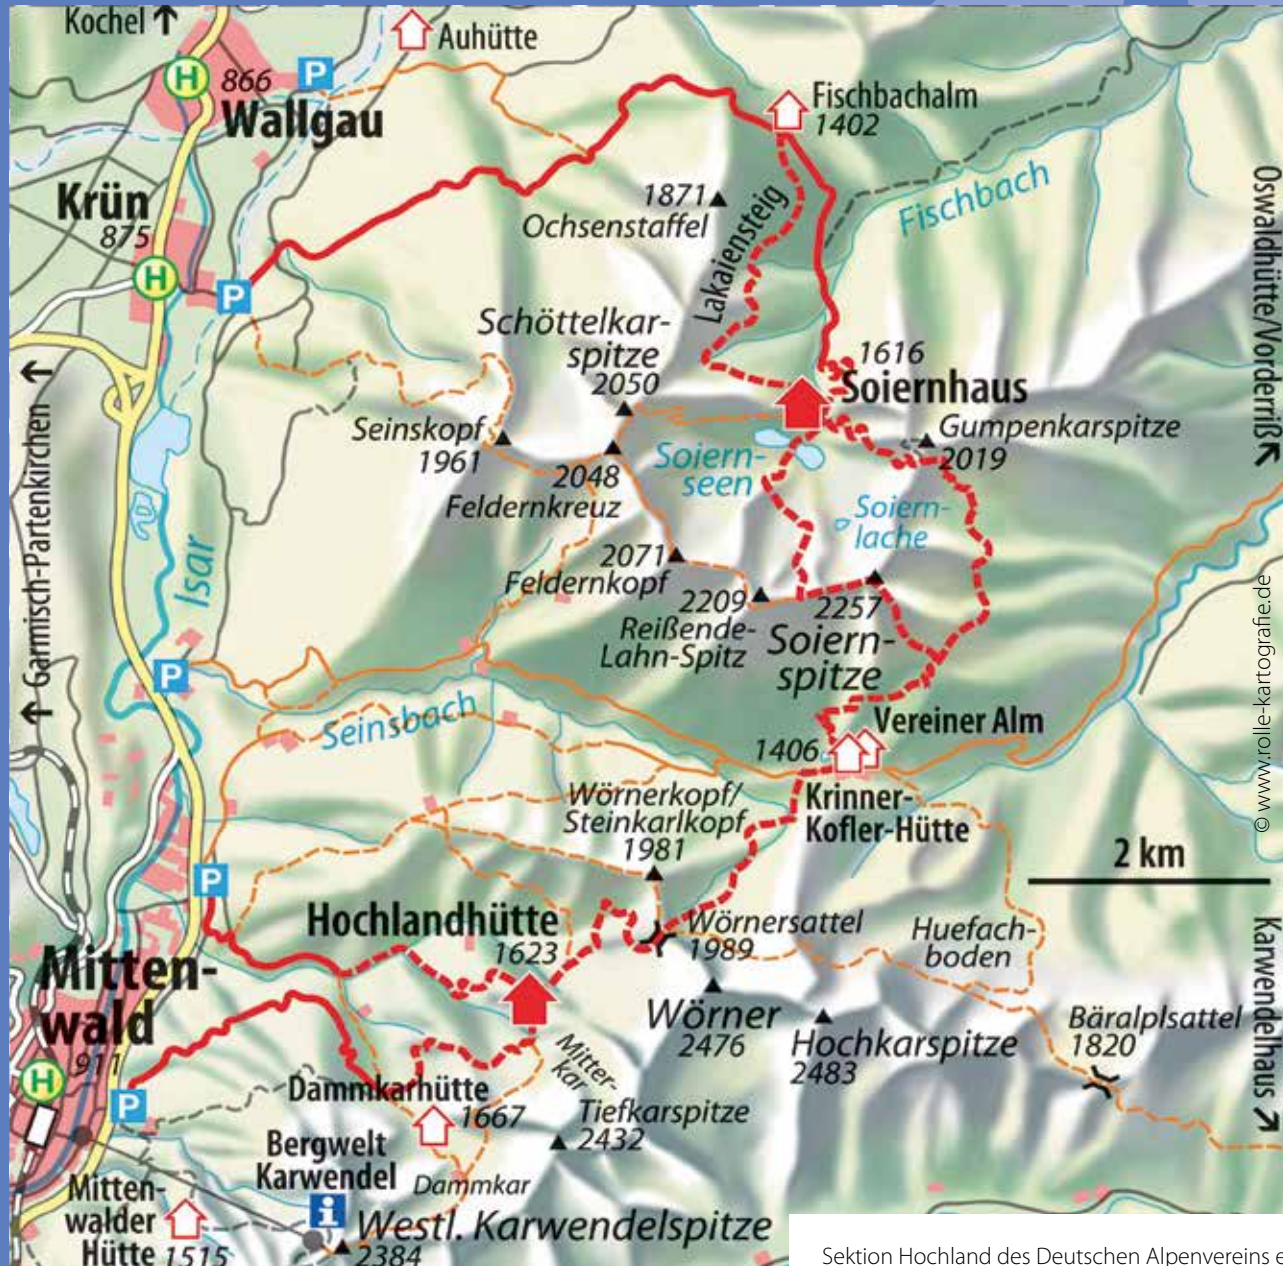 Kochel ↑
Auhütte
H
866
P
Wallgau
Fischbachalm
1402
Krün
875
H
P
1871
Ochsenstaffel
Lakaiensteig
Fischbach
Oswaldhütte/Vorderriß
Schöttelkar-
spitze
2050
1616
Soiernhaus
Seinskopf
1961
2048
Feldernkreuz
Soiern-
seen
Gumpenkarspitze
2019
← Garmisch-Partenkirchen →
Isar
Soiern-
lache
2071
Feldernkopf
2209
Reißende-
Lahn-Spitz
2257
Soiern-
spitze
© www.rolle-kartografie.de
P
Seinsbach
Vereiner Alm
1406
Krinner-
Kofler-Hütte
Wörnerkopf/
Steinkarlkopf
1981
2 km
P
Hochlandhütte
1623
Wörnersattel
1989
Huefach-
boden
Karwendelhaus
Mitten-
wald
911
H
Wörner
2476
Hochkarspitze
2483
Bäralplsattel
1820
Mitter-
kar
P
Dammkarhütte
1667
Tiefkarspitze
2432
Bergwelt
Karwendel
i
Dammkar
Mitten-
walder
Hütte 1515
Westl. Karwendelspitze
2384
Sektion Hochland des Deutschen Alpenvereins e